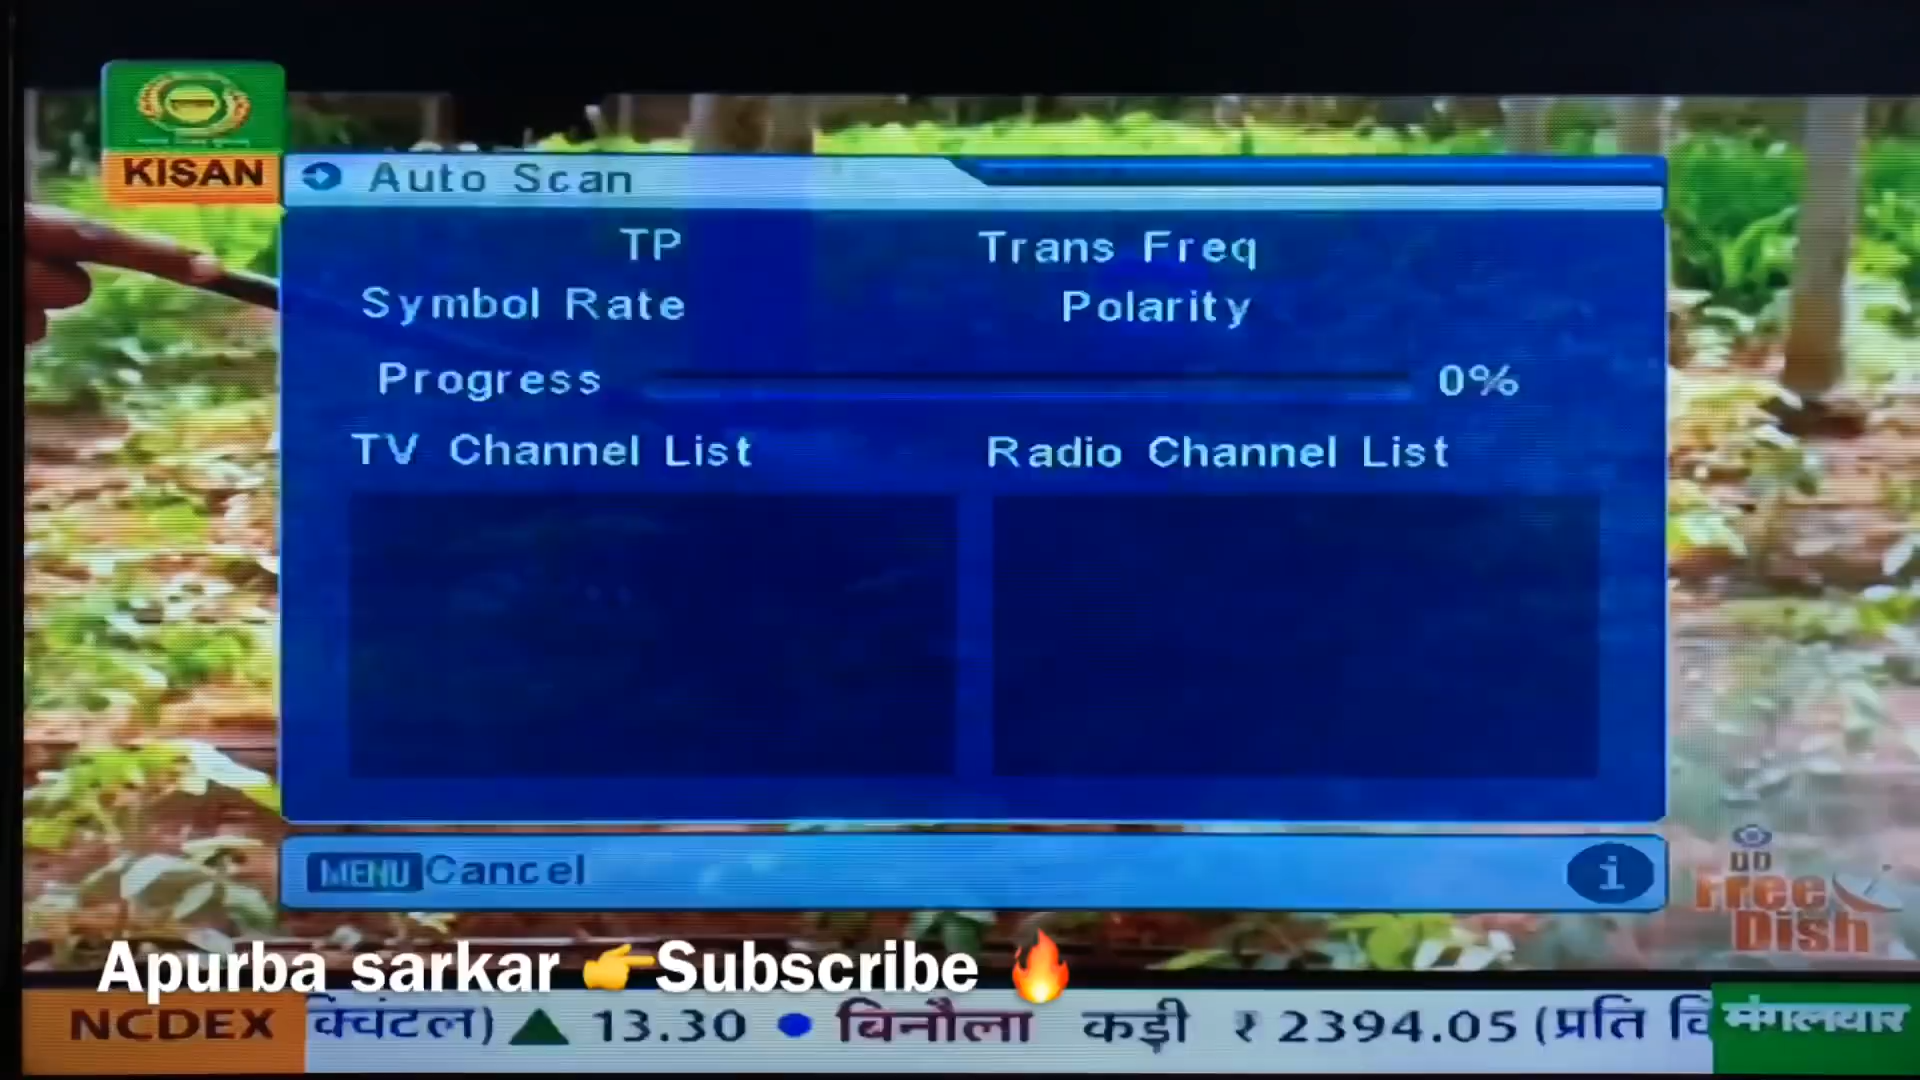 KISAN
Auto Scan
TP
Trans Freq
Symbol Rate
Polarity
Progress
0%
TV Channel List
Radio Channel List
MENU Cancel
i
DD
Free
Dish
Apurba sarkar 👉Subscribe 🔥
NCDEX क्विंटल) ▲ 13.30 ● बिनौला कड़ी ₹ 2394.05 (प्रति मंगलवार